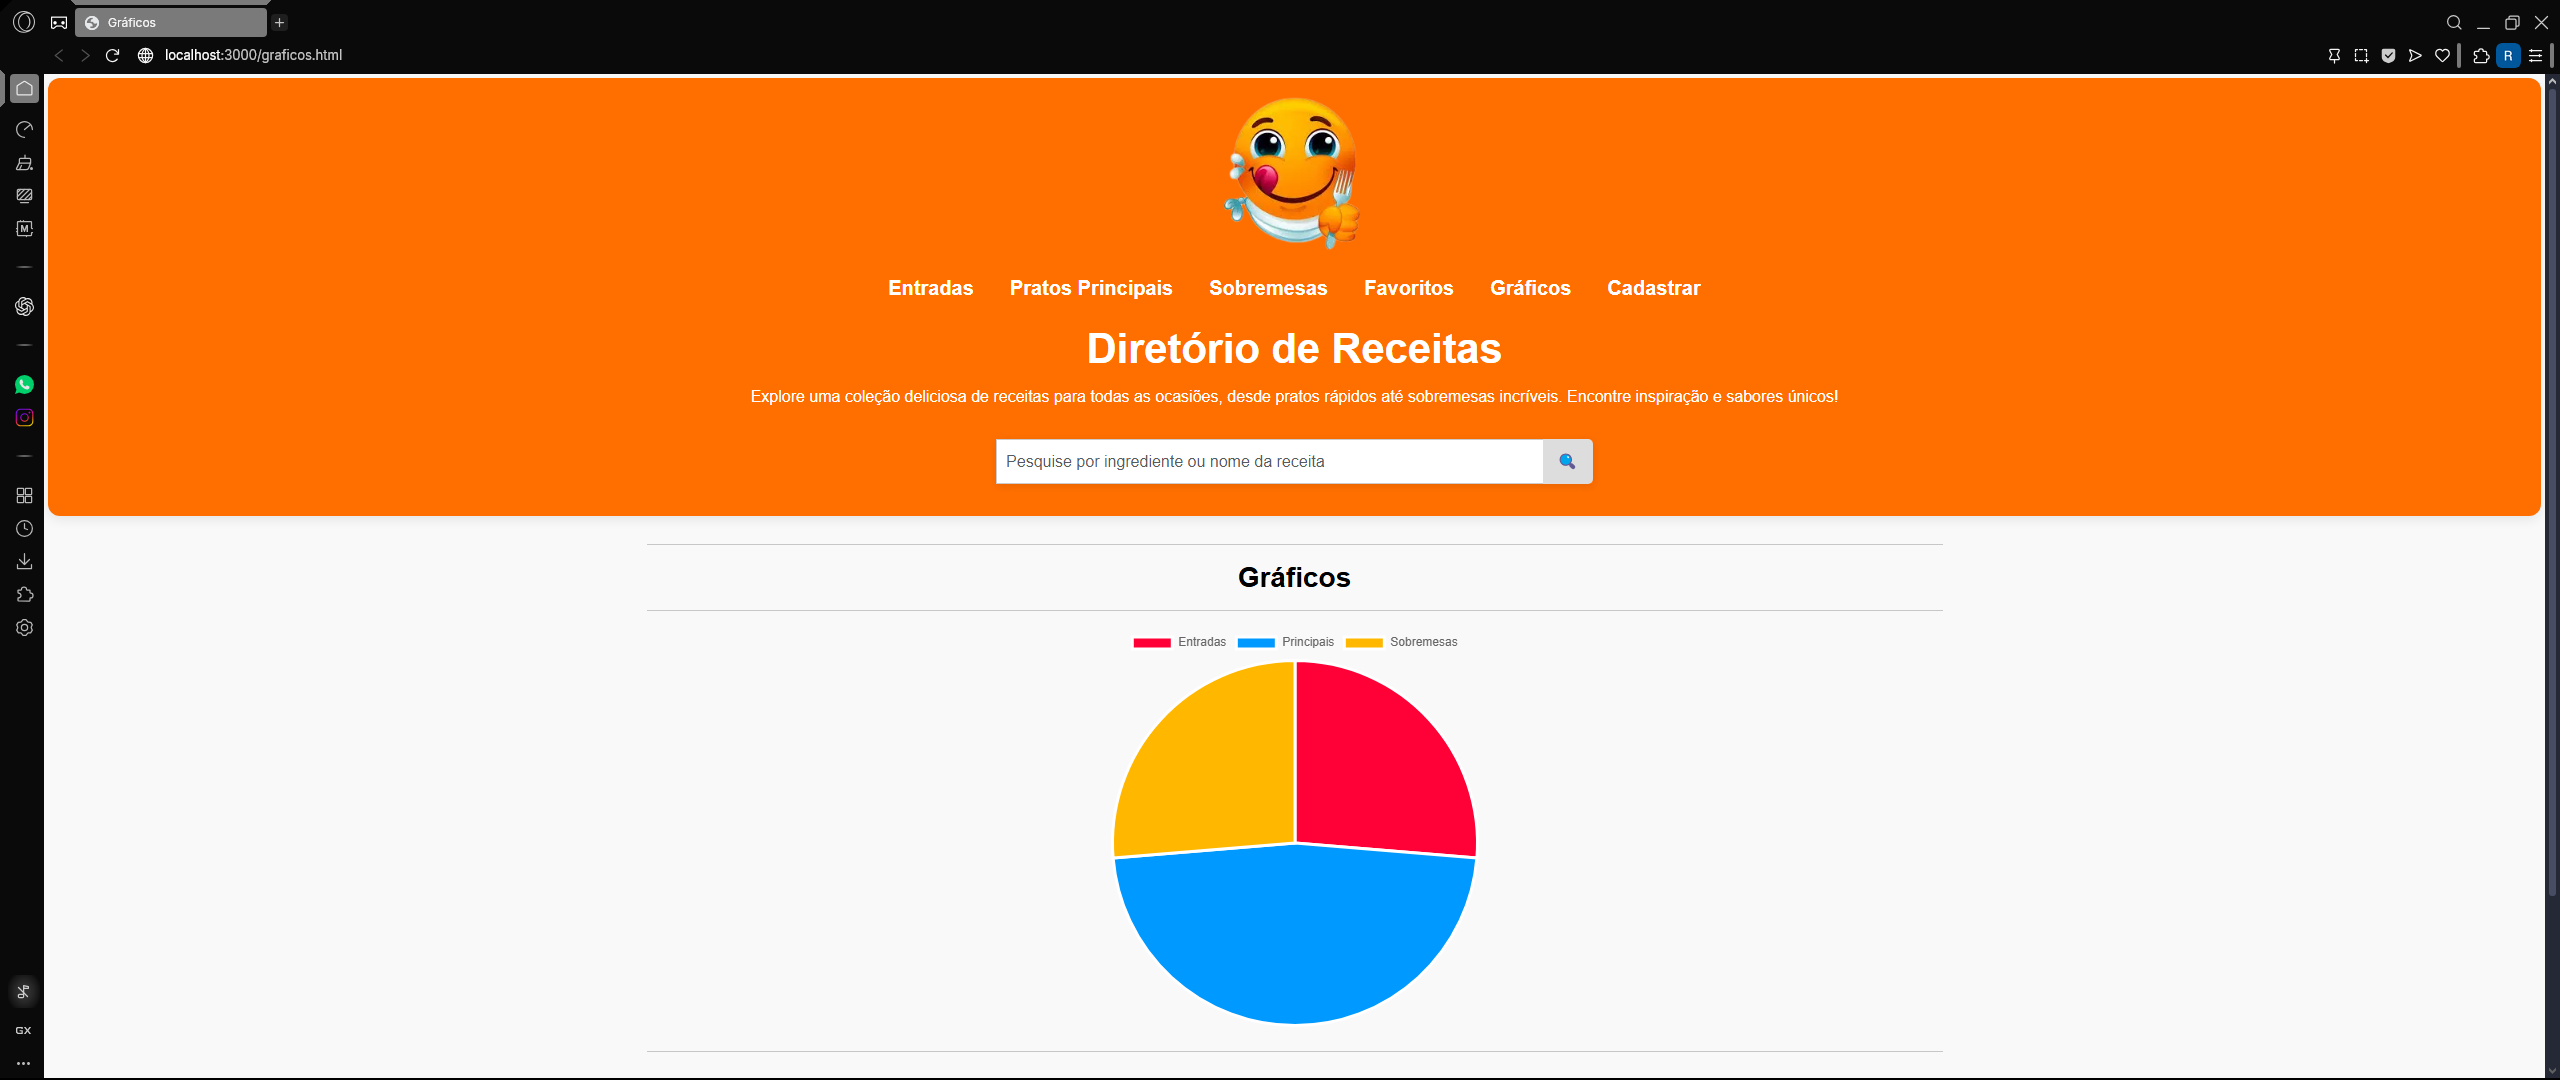 Gráficos
localhost:3000/graficos.html
R
M
Entradas Pratos Principais Sobremesas Favoritos Gráficos Cadastrar
Diretório de Receitas
Explore uma coleção deliciosa de receitas para todas as ocasiões, desde pratos rápidos até sobremesas incríveis. Encontre inspiração e sabores únicos!
Pesquise por ingrediente ou nome da receita
Gráficos
Entradas Principais Sobremesas
GX